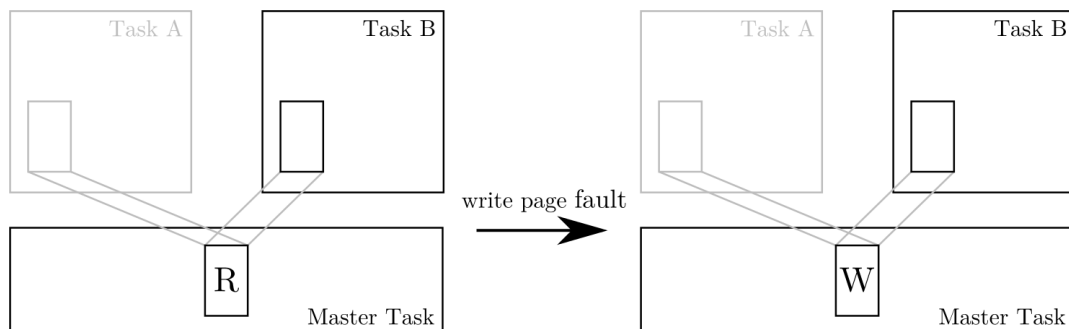 Task A
Task B
R
Master Task
write page fault
Task A
Task B
W
Master Task